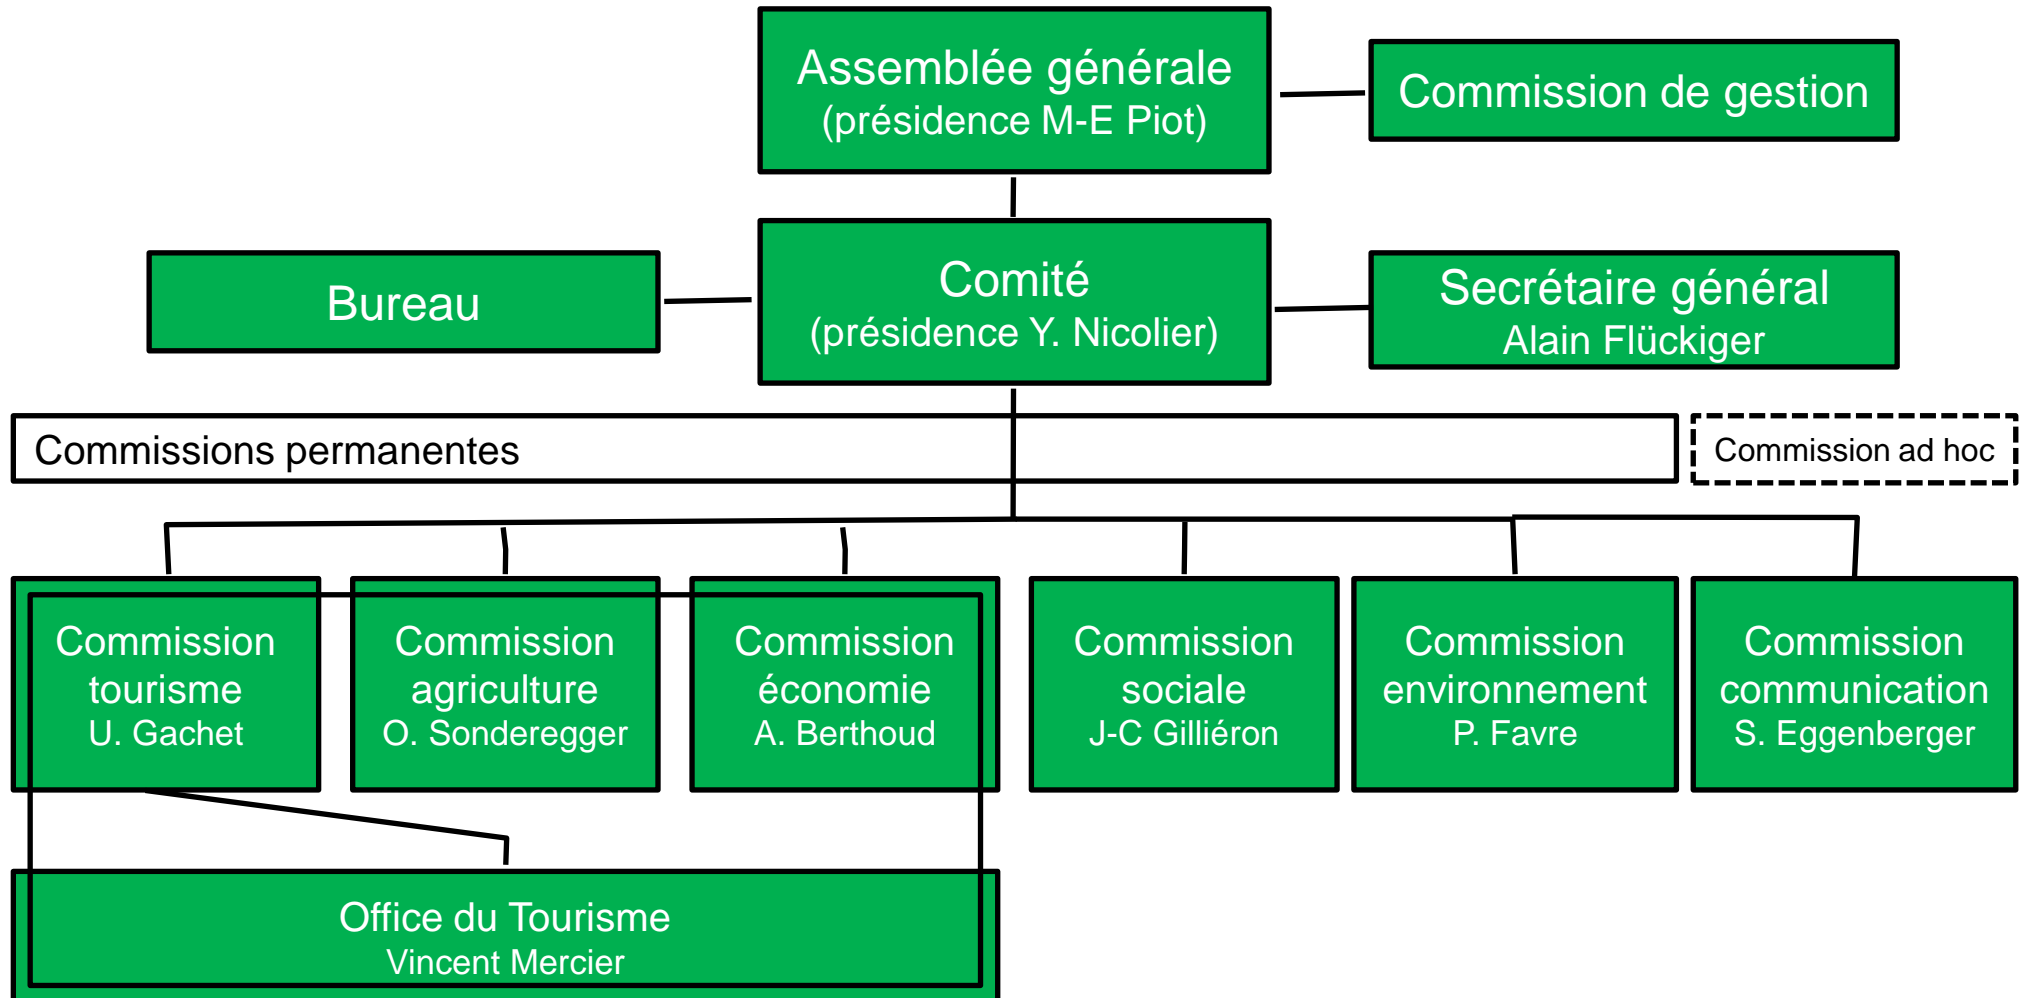 Assemblée générale
(présidence M-E Piot)
Commission de gestion
Bureau
Comité
(présidence Y. Nicolier)
Secrétaire général
Alain Flückiger
Commissions permanentes
Commission ad hoc
Commission
tourisme
U. Gachet
Commission
agriculture
O. Sonderegger
Commission
économie
A. Berthoud
Commission
sociale
J-C Gilliéron
Commission
environnement
P. Favre
Commission
communication
S. Eggenberger
Office du Tourisme
Vincent Mercier